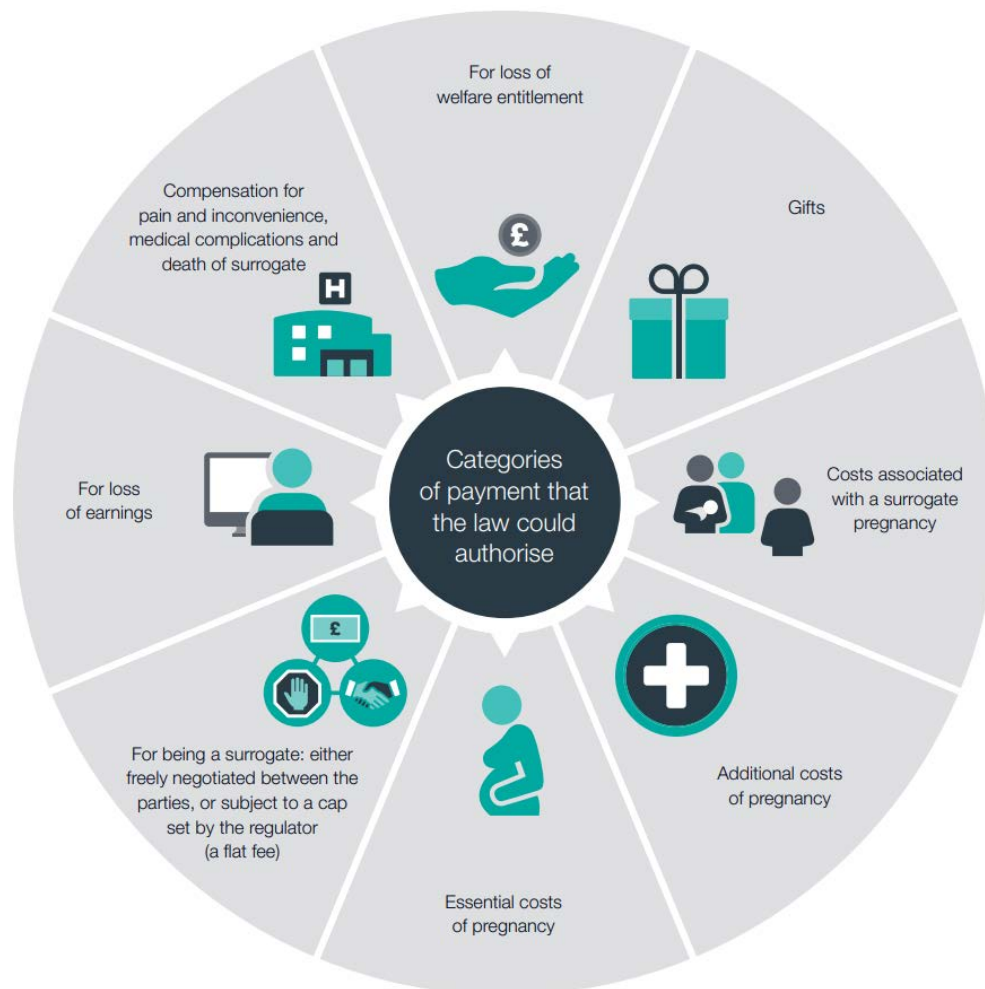 Categories
of payment that
the law could
authorise
For loss of
welfare entitlement
£
Gifts
Costs associated
with a surrogate
pregnancy
Additional costs
of pregnancy
Essential costs
of pregnancy
£
For being a surrogate: either
freely negotiated between the
parties, or subject to a cap
set by the regulator
(a flat fee)
For loss
of earnings
Compensation for
pain and inconvenience,
medical complications and
death of surrogate
H